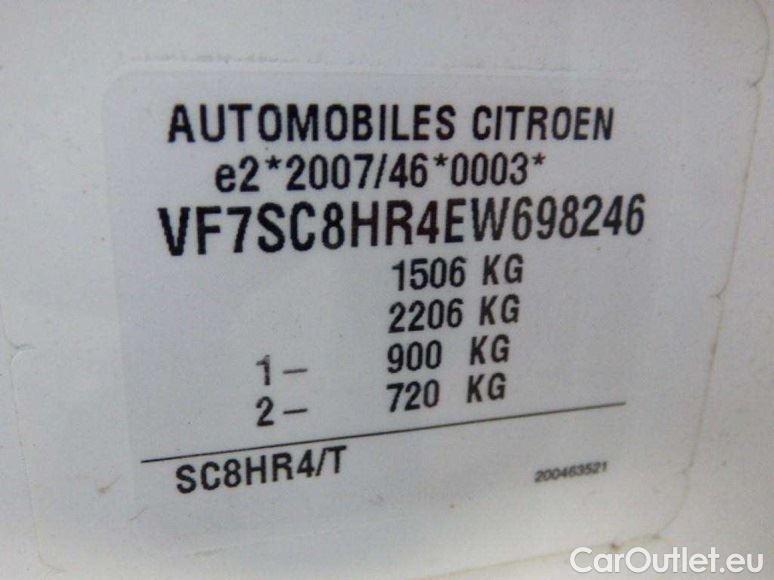 AUTOMOBILES CITROEN
e2*2007/46*0003*
VF7SC8HR4EW698246
1506 KG
2206 KG
1- 900 KG
2- 720 KG
SC8HR4/T
200463521
CarOutlet.eu